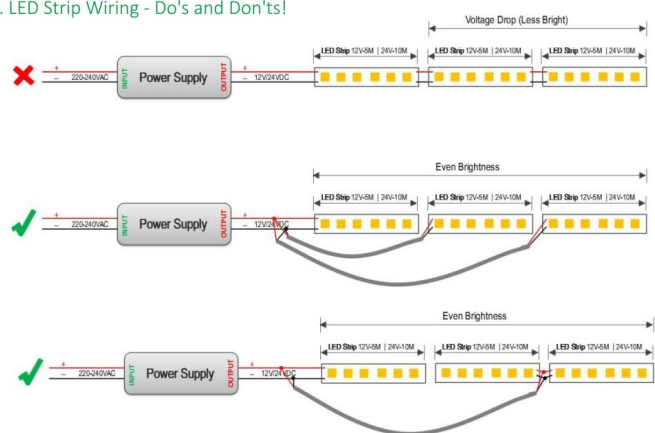 . LED Strip Wiring - Do's and Don'ts!
Voltage Drop (Less Bright)
LED Strip 12V-5M | 24V-10M
LED Strip 12V-5M | 24V-10M
LED Strip 12V-5M | 24V-10M
+
–
220-240VAC
INPUT
Power Supply
OUTPUT
+
–
12V/24VDC
Even Brightness
LED Strip 12V-5M | 24V-10M
LED Strip 12V-5M | 24V-10M
LED Strip 12V-5M | 24V-10M
+
–
220-240VAC
INPUT
Power Supply
OUTPUT
+
–
12V/24VDC
Even Brightness
LED Strip 12V-5M | 24V-10M
LED Strip 12V-5M | 24V-10M
LED Strip 12V-5M | 24V-10M
+
–
220-240VAC
INPUT
Power Supply
OUTPUT
+
–
12V/24VDC